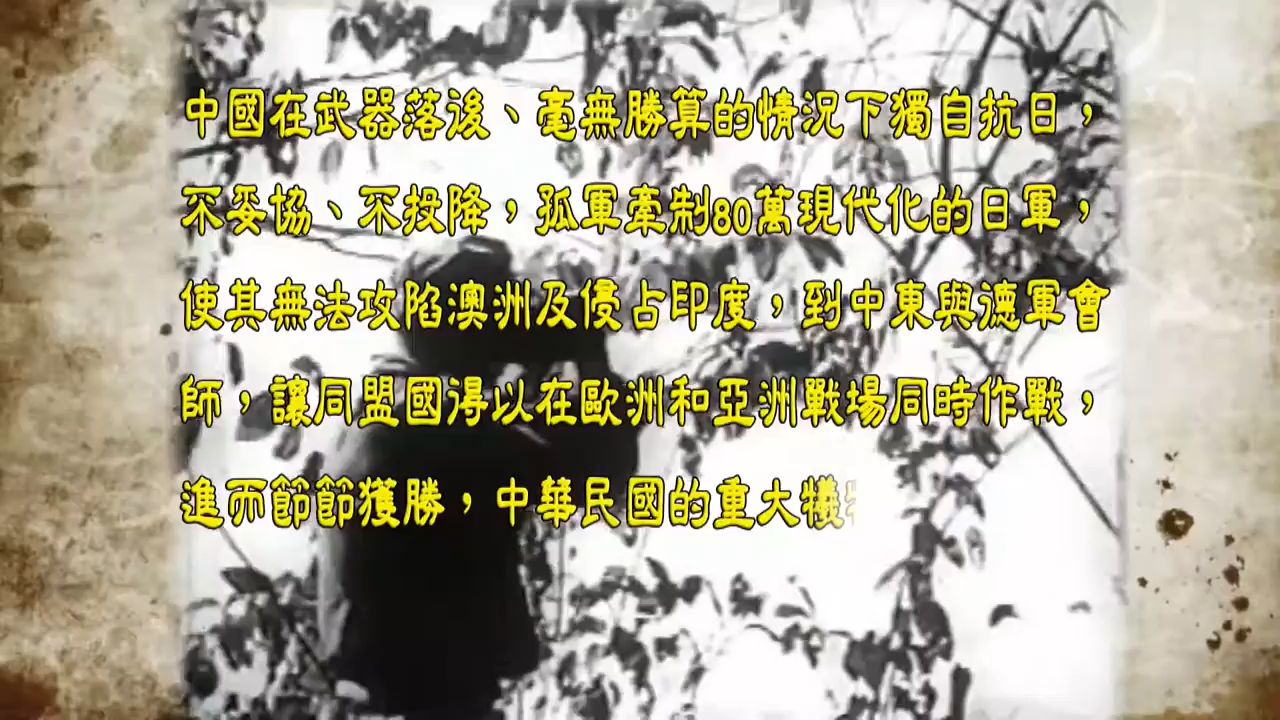 中國在武器落後、毫無勝算的情況下獨自抗日，
不妥協、不投降，孤軍牽制80萬現代化的日軍，
使其無法攻陷澳洲及侵占印度，到中東與德軍會
師，讓同盟國得以在歐洲和亞洲戰場同時作戰，
進而節節獲勝，中華民國的重大犧